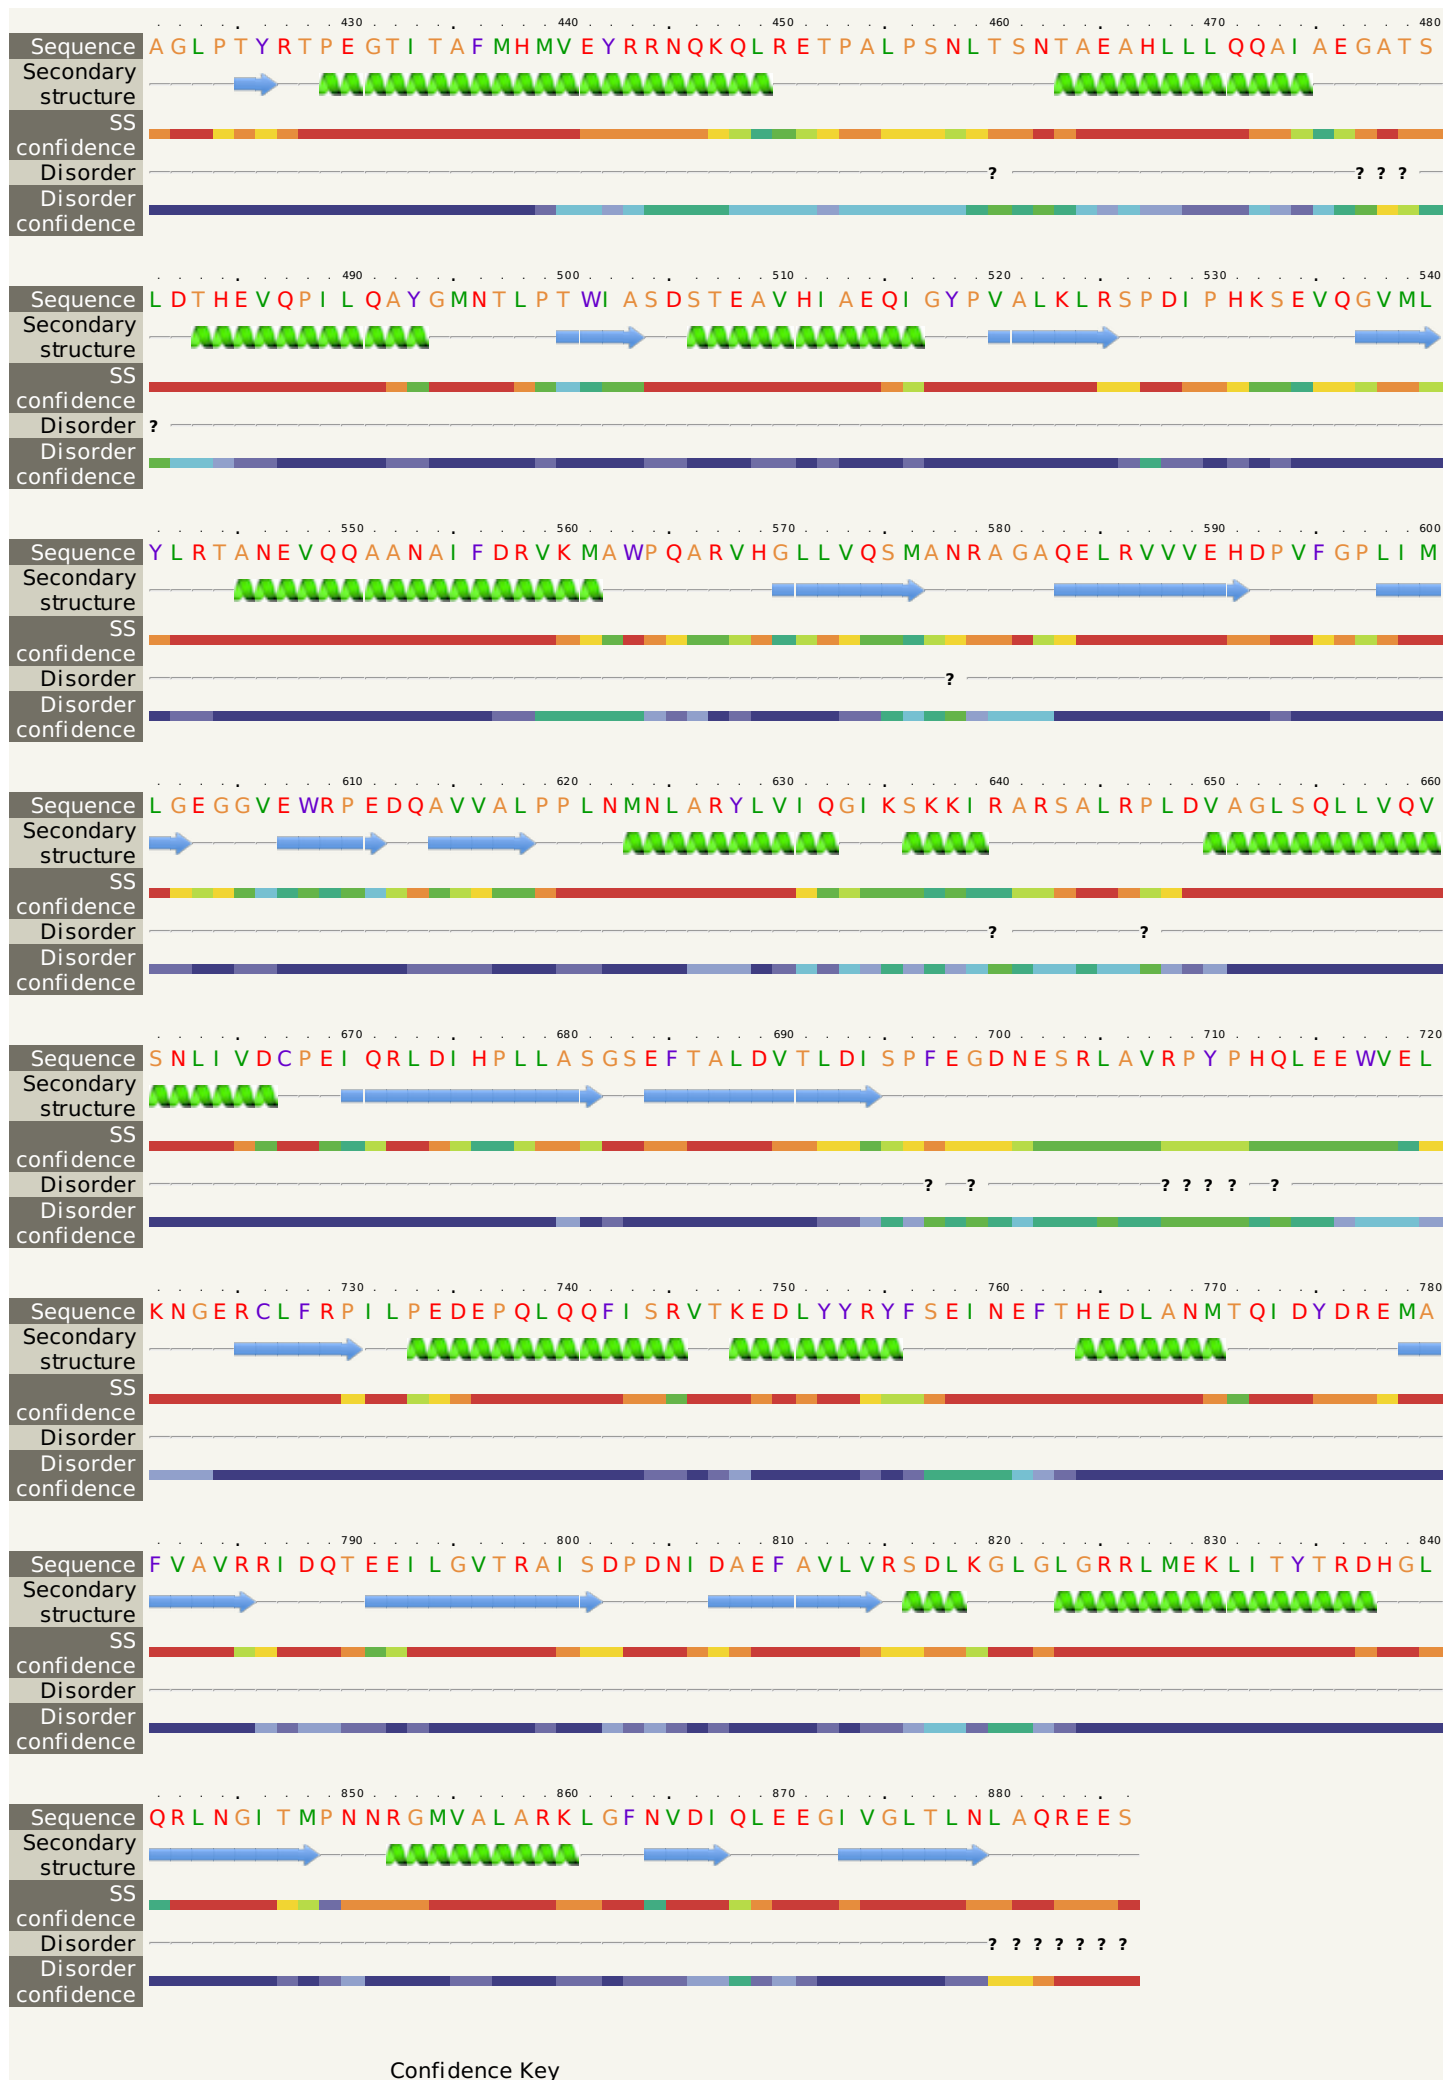 430 440 450 460 470 480
Sequence AGLPTYRTPEGTITAFMHMVEYRRNQKQLRETPALPSNLTSNTAEAHLLLQQAIAEGATS
Secondary
structure
SS
confidence
Disorder ? ? ? ?
Disorder
confidence
490 500 510 520 530 540
Sequence LDTHEVQPILQAYGMNTLPTWIASDSTEAVHIAEQIGYPVALKLRSPDIPHKSEVQGVML
Secondary
structure
SS
confidence
Disorder ?
Disorder
confidence
550 560 570 580 590 600
Sequence YLRTANEVQQAANAIFDRVKMAWPQARVHGLLVQSMANRAGAQELRVVVEHDPVFGPLIM
Secondary
structure
SS
confidence
Disorder ?
Disorder
confidence
610 620 630 640 650 660
Sequence LGEGGVEWRPEDQAVVALPPLNMNLARYLVIQGIKSKKIRARSALRPLDVAGLSQLLVQV
Secondary
structure
SS
confidence
Disorder ? ?
Disorder
confidence
670 680 690 700 710 720
Sequence SNLIVDCPEIQRLDIHPLLASGSEFTALDVTLDISPFEGDNESRLAVRPYPHQLEEWVEL
Secondary
structure
SS
confidence
Disorder ? ? ? ? ? ? ?
Disorder
confidence
730 740 750 760 770 780
Sequence KNGERCLFRPILPEDEPQLQQFISRVTKEDLYYRYFSEINEFTHEDLANMTQIDYDREMA
Secondary
structure
SS
confidence
Disorder
Disorder
confidence
790 800 810 820 830 840
Sequence FVAVRRIDQTEEILGVTRAISDPDNIDAEFAVLVRSDLKGLGLGRRLMEKLITYTRDHGL
Secondary
structure
SS
confidence
Disorder
Disorder
confidence
850 860 870 880
Sequence QRLNGITMPNNRGMVALARKLGFNVDIQLEEGIVGLTLNLAQREES
Secondary
structure
SS
confidence
Disorder ? ? ? ? ? ? ?
Disorder
confidence
Confidence Key